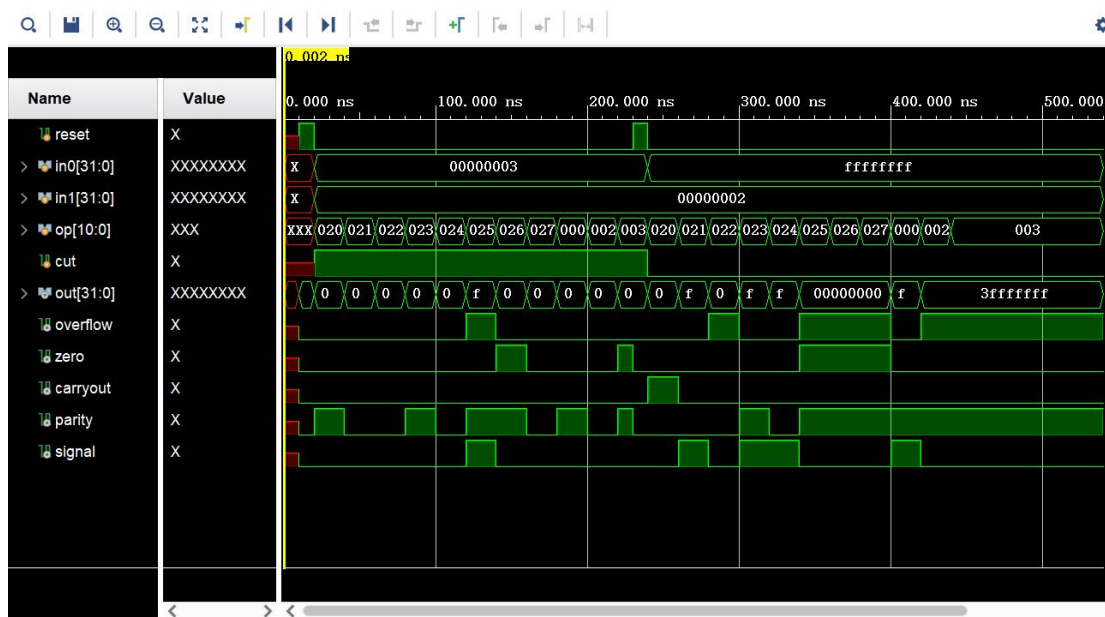 0.002 ns
Name Value 0.000 ns 100.000 ns 200.000 ns 300.000 ns 400.000 ns 500.000
reset X
in0[31:0] XXXXXXXX X 00000003 ffffffff
in1[31:0] XXXXXXXX X 00000002
op[10:0] XXX XXX 020 021 022 023 024 025 026 027 000 002 003 020 021 022 023 024 025 026 027 000 002 003
cut X
out[31:0] XXXXXXXX 0 0 0 0 0 f 0 0 0 0 0 0 f 0 f f 00000000 f 3fffffff
overflow X
zero X
carryout X
parity X
signal X